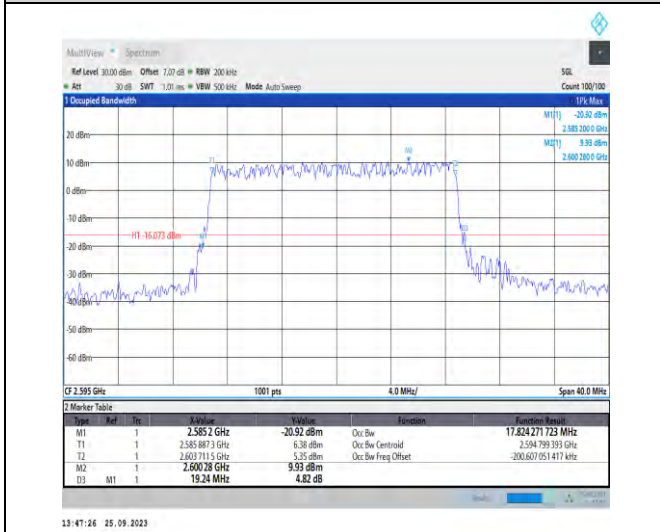 MultiView Spectrum
Ref Level 30.00 dBm Offset 7.07 dB RBW 200 kHz SGL
Att 30 dB SWT 1.01 ms VBW 500 kHz Mode Auto Sweep Count 100/100
1 Occupied Bandwidth 1Pk Max
M1[1] -20.92 dBm
2.585 200 0 GHz
M2[1] 9.93 dBm
2.600 280 0 GHz
20 dBm
10 dBm
0 dBm
-10 dBm
H1 -16.073 dBm
-20 dBm
-30 dBm
-40 dBm
-50 dBm
-60 dBm
T1
M2
T2
D3
CF 2.595 GHz 1001 pts 4.0 MHz/ Span 40.0 MHz
2 Marker Table
Type Ref Trc X-Value Y-Value Function Function Result
M1 1 2.585 2 GHz -20.92 dBm Occ Bw 17.824 271 723 MHz
T1 1 2.585 887 3 GHz 6.38 dBm Occ Bw Centroid 2.594 799 393 GHz
T2 1 2.603 711 5 GHz 5.35 dBm Occ Bw Freq Offset -200.607 051 417 kHz
M2 1 2.600 28 GHz 9.93 dBm
D3 M1 1 19.24 MHz 4.82 dB
13:47:26 25.09.2023